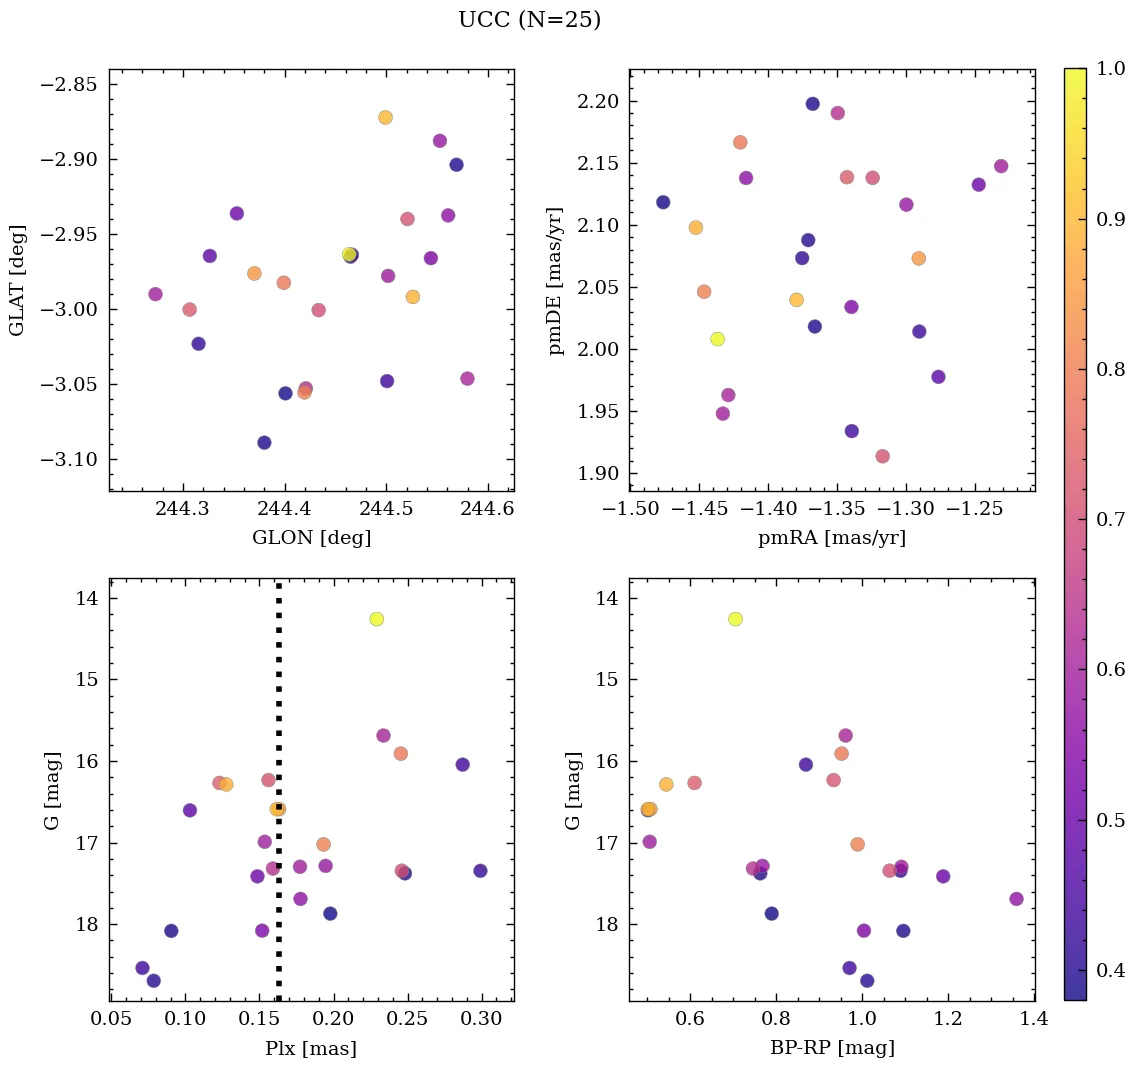 UCC (N=25)
−2.85
−2.90
−2.95
−3.00
−3.05
−3.10
GLAT [deg]
244.3 244.4 244.5 244.6
GLON [deg]
2.20
2.15
2.10
2.05
2.00
1.95
1.90
pmDE [mas/yr]
−1.50 −1.45 −1.40 −1.35 −1.30 −1.25
pmRA [mas/yr]
14
15
16
17
18
G [mag]
0.05 0.10 0.15 0.20 0.25 0.30
Plx [mas]
14
15
16
17
18
G [mag]
0.6 0.8 1.0 1.2 1.4
BP-RP [mag]
1.0
0.9
0.8
0.7
0.6
0.5
0.4